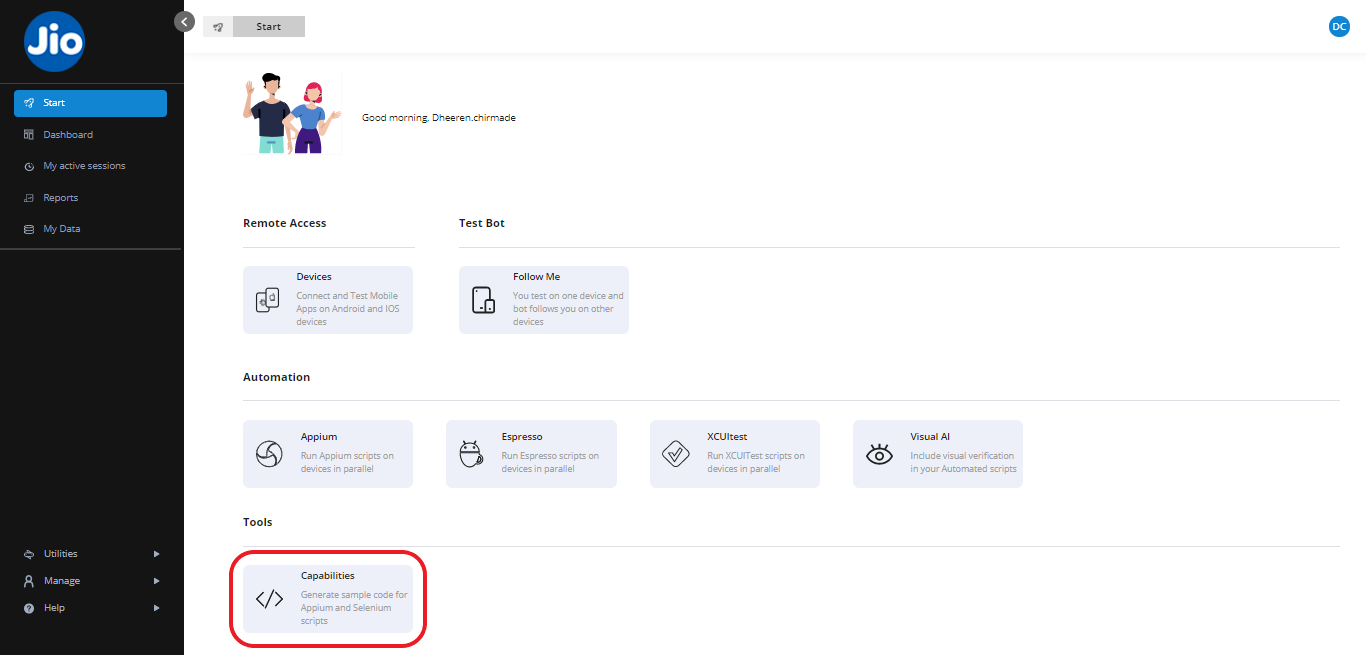 Jio
Start
Dashboard
My active sessions
Reports
My Data
Utilities
Manage
Help
Start
DC
Good morning, Dheeren.chirmade
Remote Access
Devices
Connect and Test Mobile
Apps on Android and IOS
devices
Test Bot
Follow Me
You test on one device and
bot follows you on other
devices
Automation
Appium
Run Appium scripts on
devices in parallel
Espresso
Run Espresso scripts on
devices in parallel
XCUItest
Run XCUITest scripts on
devices in parallel
Visual AI
Include visual verification
in your Automated scripts
Tools
Capabilities
Generate sample code for
Appium and Selenium
scripts